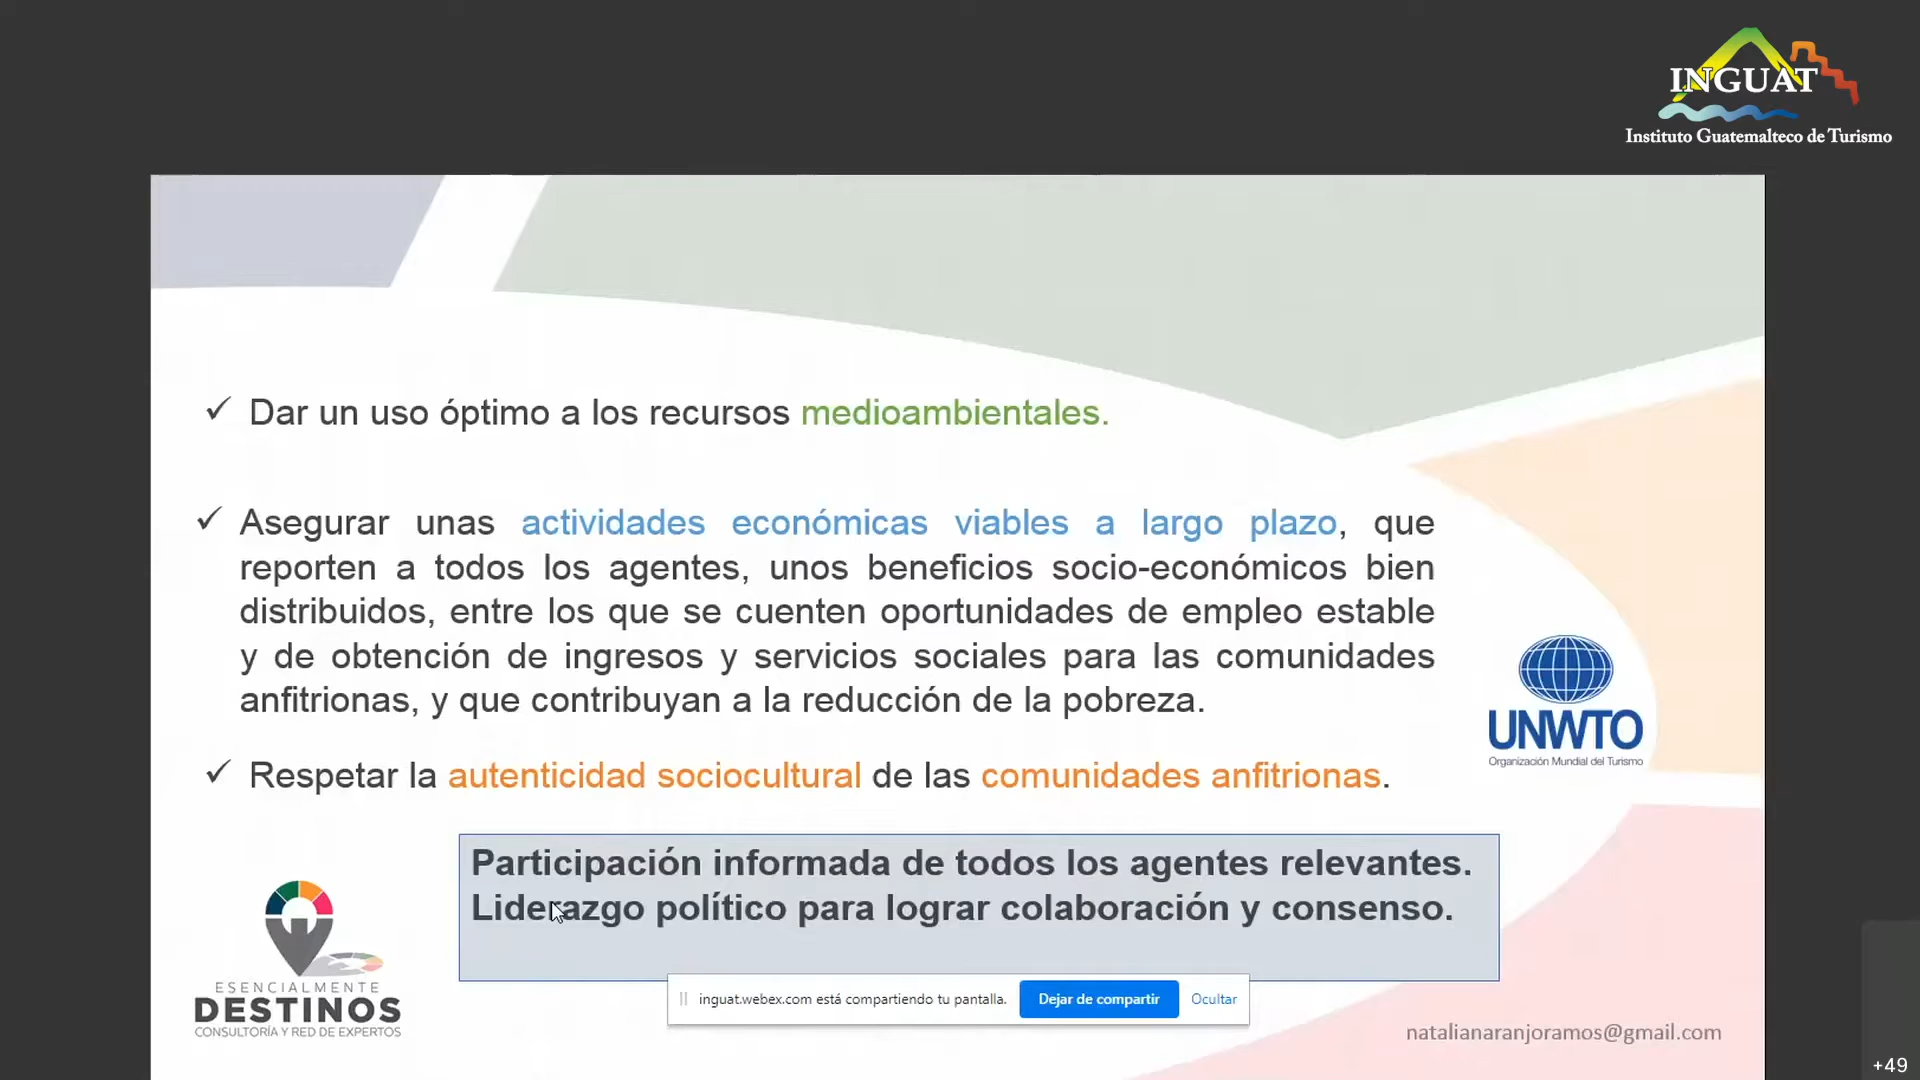 INGUAT
Instituto Guatemalteco de Turismo
✓ Dar un uso óptimo a los recursos medioambientales.
✓ Asegurar unas actividades económicas viables a largo plazo, que
reporten a todos los agentes, unos beneficios socio-económicos bien
distribuidos, entre los que se cuenten oportunidades de empleo estable
y de obtención de ingresos y servicios sociales para las comunidades
anfitrionas, y que contribuyan a la reducción de la pobreza.
UNWTO
Organización Mundial del Turismo
✓ Respetar la autenticidad sociocultural de las comunidades anfitrionas.
Participación informada de todos los agentes relevantes.
Liderazgo político para lograr colaboración y consenso.
ESENCIALMENTE
DESTINOS
CONSULTORÍA Y RED DE EXPERTOS
inguat.webex.com está compartiendo tu pantalla. Dejar de compartir Ocultar
natalianaranjoramos@gmail.com
+49